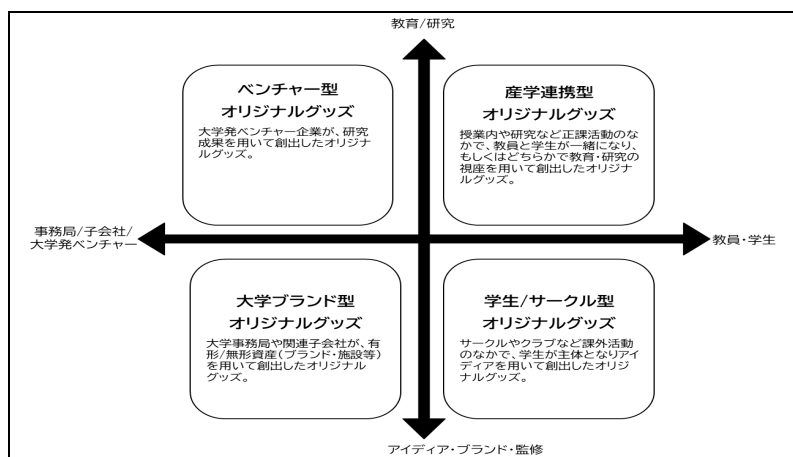 教育/研究
ベンチャー型
オリジナルグッズ
大学発ベンチャー企業が、研究
成果を用いて創出したオリジナ
ルグッズ。
産学連携型
オリジナルグッズ
授業内や研究など正課活動のな
かで、教員と学生が一緒になり、
もしくはどちらかで教育・研究の
視座を用いて創出したオリジナ
ルグッズ。
事務局/子会社/
大学発ベンチャー
教員・学生
大学ブランド型
オリジナルグッズ
大学事務局や関連子会社が、有
形/無形資産(ブランド・施設等)
を用いて創出したオリジナル
グッズ。
学生/サークル型
オリジナルグッズ
サークルやクラブなど課外活動
のなかで、学生が主体となりアイ
ディアを用いて創出したオリジ
ナルグッズ。
アイディア・ブランド・監修